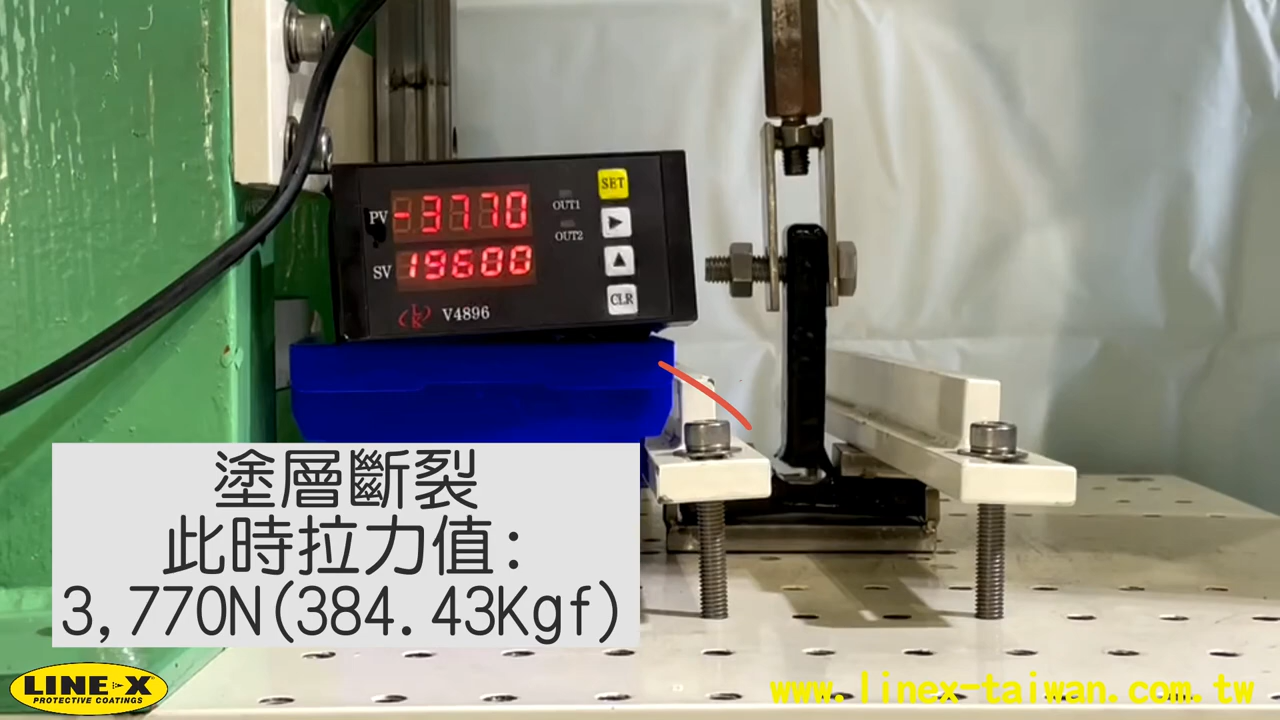 PV -3770
SV 19600
OUT1
OUT2
SET
CLR
V4896
塗層斷裂
此時拉力值:
3,770N(384.43Kgf)
LINE-X
PROTECTIVE COATINGS
www.linex-taiwan.com.tw